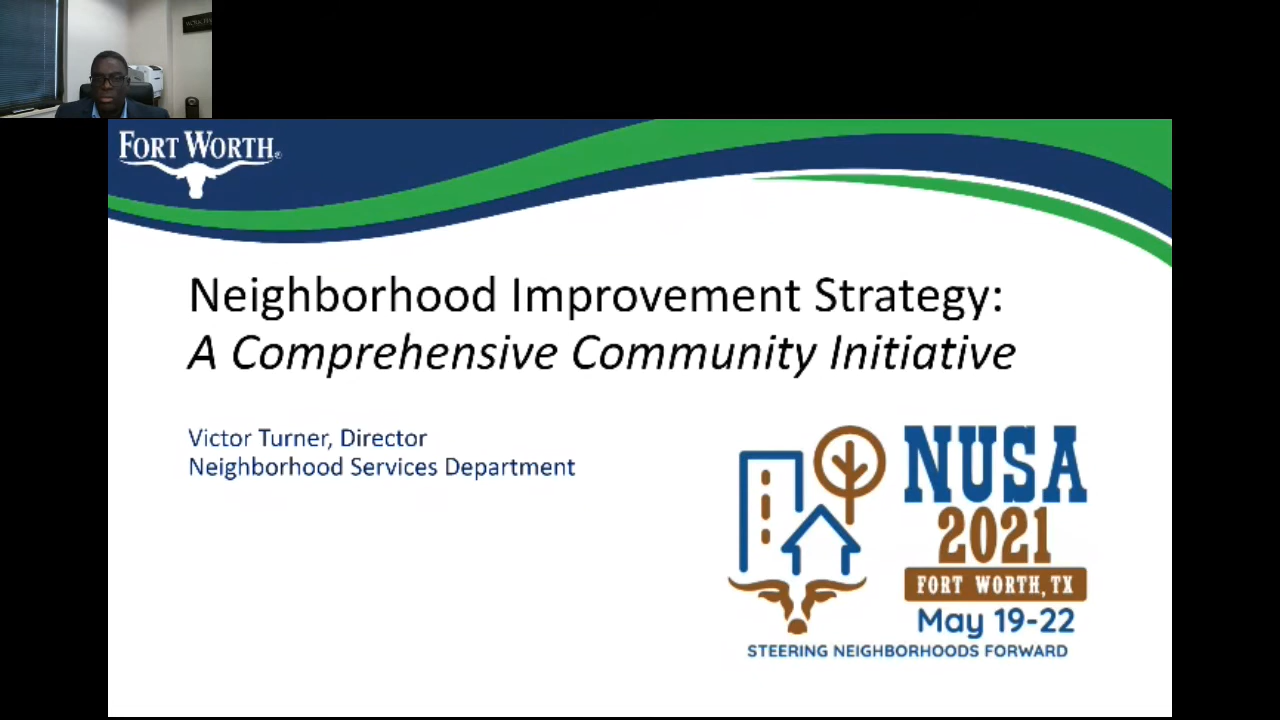 FORT WORTH®
Neighborhood Improvement Strategy:
A Comprehensive Community Initiative
Victor Turner, Director
Neighborhood Services Department
NUSA
2021
FORT WORTH, TX
May 19-22
STEERING NEIGHBORHOODS FORWARD